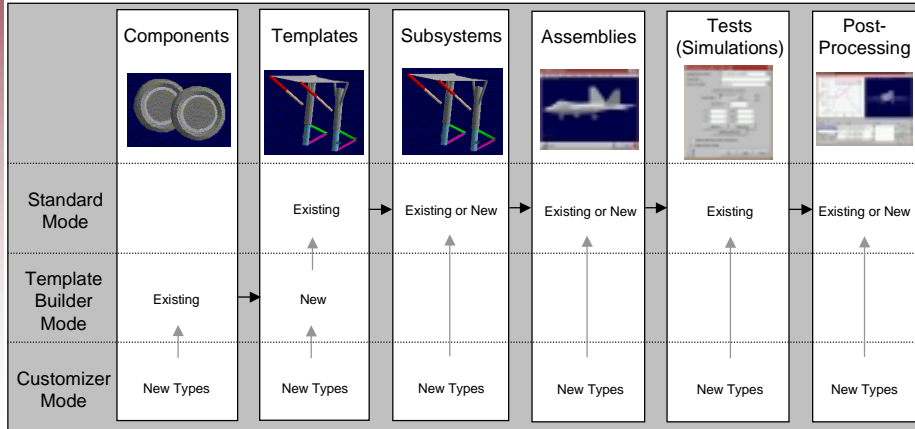 Components
Templates
Subsystems
Assemblies
Tests
(Simulations)
Post-
Processing
Standard
Mode
Existing
Existing or New
Existing or New
Existing
Existing or New
Template
Builder
Mode
Existing
New
Customizer
Mode
New Types
New Types
New Types
New Types
New Types
New Types